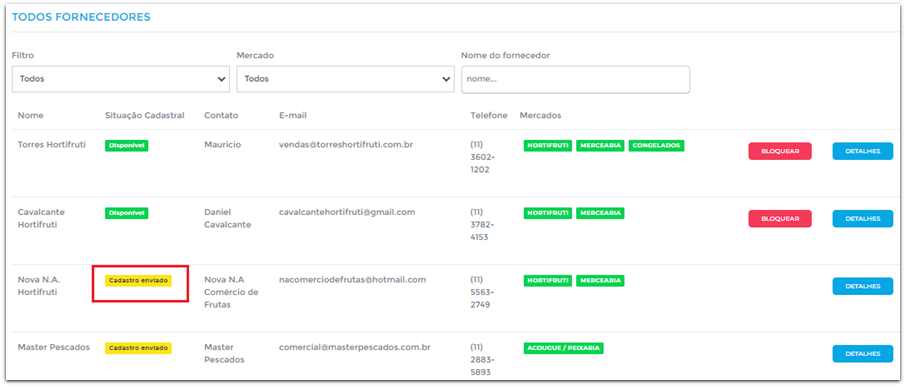 TODOS FORNECEDORES
Filtro Mercado Nome do fornecedor
Todos Todos nome...
Nome Situação Cadastral Contato E-mail Telefone Mercados
Torres Hortifruti Disponível Mauricio vendas@torreshortifruti.com.br (11) HORTIFRUTI MERCEARIA CONGELADOS BLOQUEAR DETALHES
3602-
1202
Cavalcante Disponível Daniel cavalcantehortifruti@gmail.com (11) HORTIFRUTI MERCEARIA BLOQUEAR DETALHES
Hortifruti Cavalcante 3782-
4153
Nova N.A. Cadastro enviado Nova N.A nacomerciodefrutas@hotmail.com (11) HORTIFRUTI MERCEARIA DETALHES
Hortifruti Comércio de 5563-
Frutas 2749
Master Pescados Cadastro enviado Master comercial@masterpescados.com.br (11) ACOUGUE / PEIXARIA DETALHES
Pescados 2883-
5893